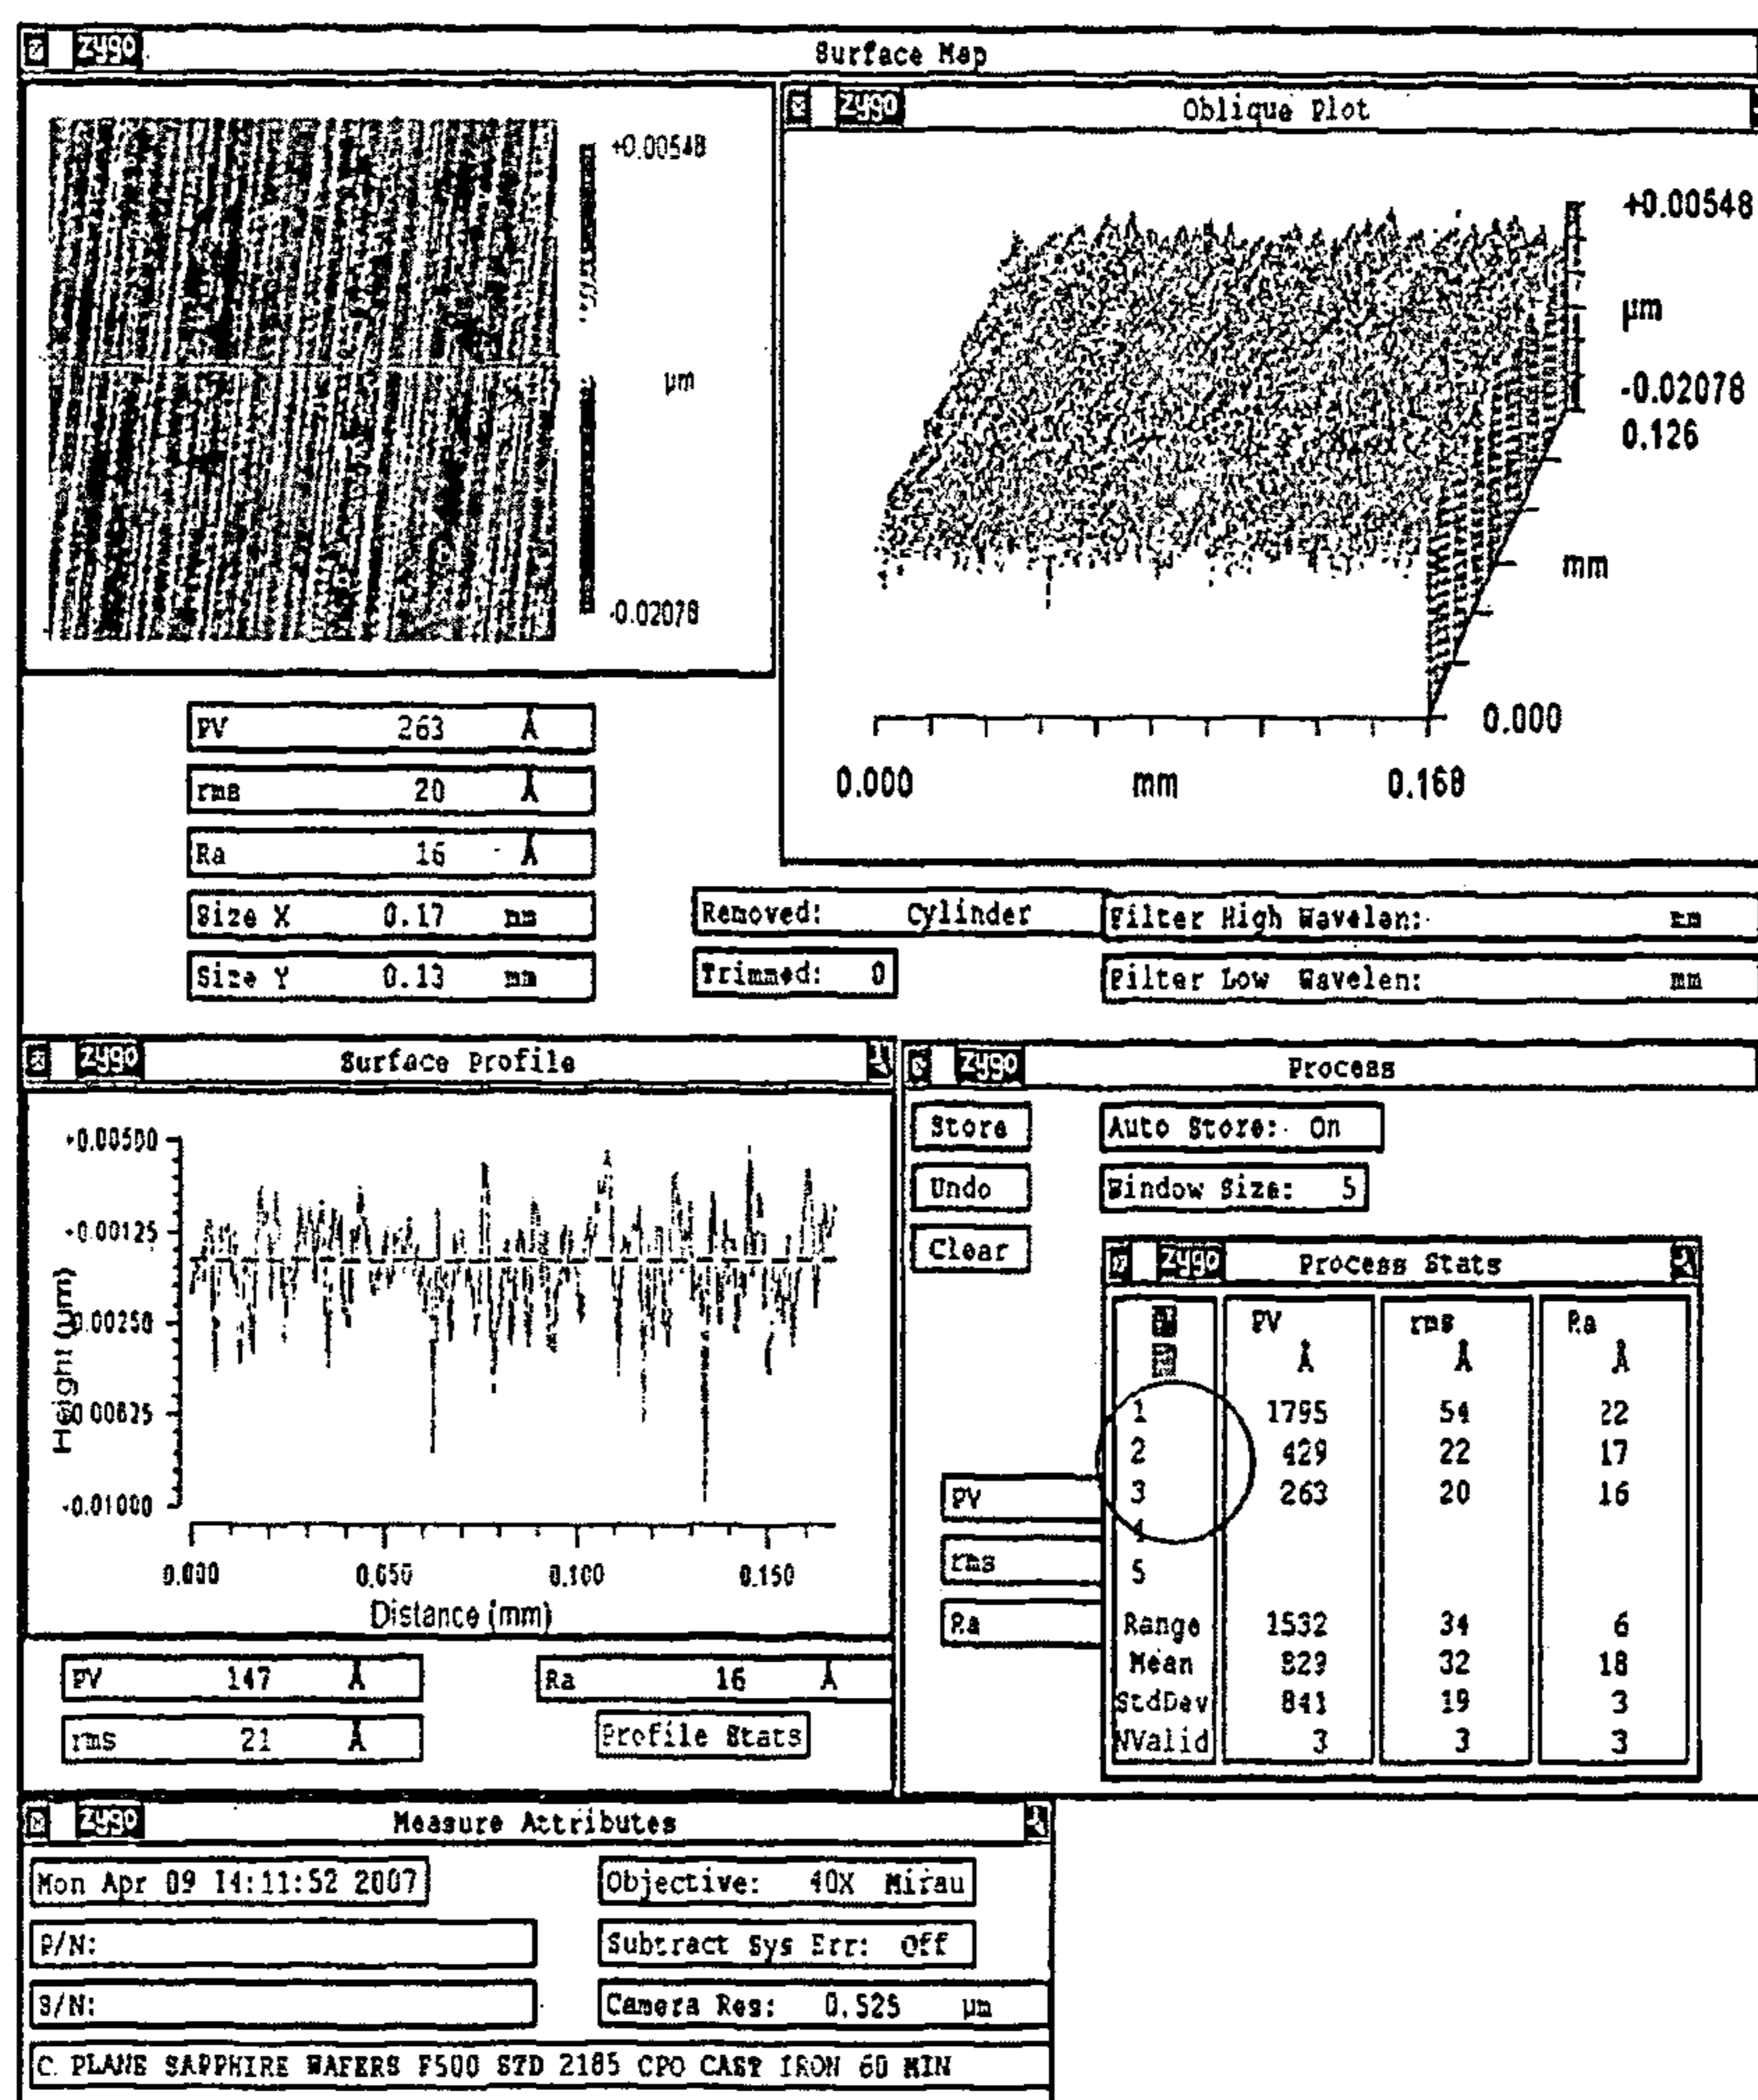 zygo Surface Map
+0.00548
µm
-0.02078
zygo Oblique Plot
+0.00548
µm
-0.02078
0.126
mm
0.000
0.000 mm 0.168
PV 263 Å
rms 20 Å
Ra 16 Å
Size X 0.17 mm
Size Y 0.13 mm
Removed: Cylinder
Trimmed: 0
Filter High Wavelen: mm
Filter Low Wavelen: mm
zygo Surface Profile
+0.00500
+0.00125
0.00250
0.00625
-0.01000
Height (µm)
0.000 0.050 0.100 0.150
Distance (mm)
PV 147 Å
Ra 16 Å
rms 21 Å
Profile Stats
zygo Process
Store
Undo
Clear
Auto Store: On
Window Size: 5
PV
rms
Ra
zygo Process Stats
PV rms Ra
Å Å Å
1 1795 54 22
2 429 22 17
3 263 20 16
4
5
Range 1532 34 6
Mean 829 32 18
StdDev 841 19 3
NValid 3 3 3
zygo Measure Attributes
Mon Apr 09 14:11:52 2007
Objective: 40X Mirau
P/N:
Subtract Sys Err: Off
S/N:
Camera Res: 0.525 µm
C. PLANE SAPPHIRE WAFERS F500 STD 2185 CPO CAST IRON 60 MIN